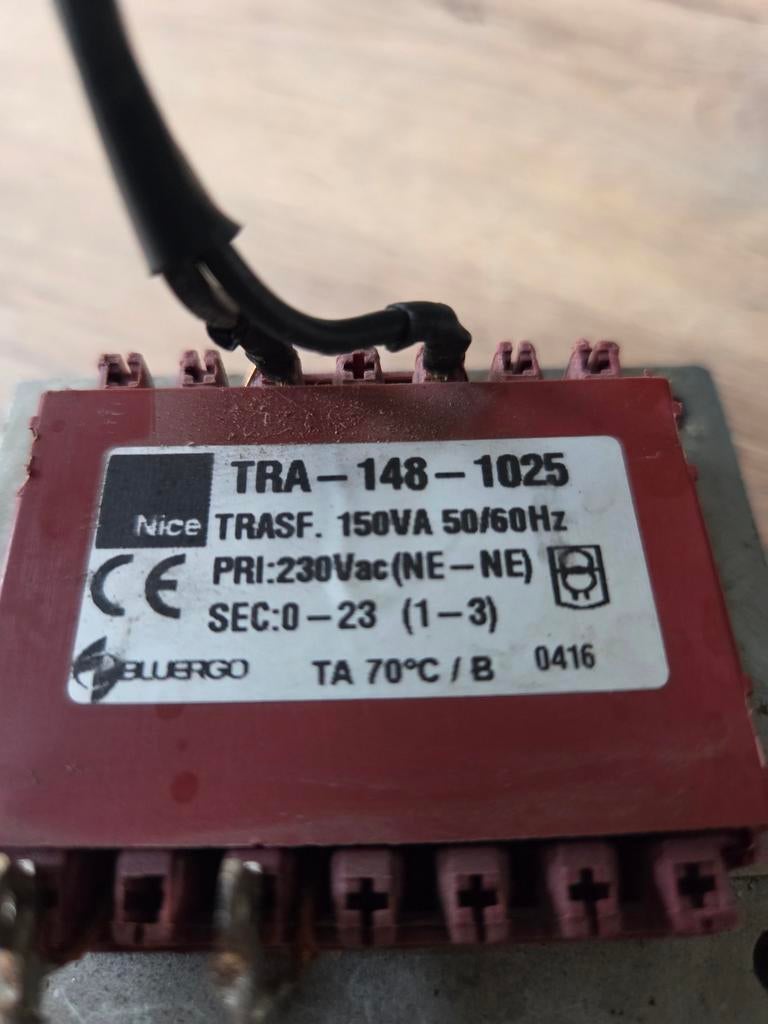 TRA-148-1025
Nice TRASF. 150VA 50/60Hz
CE PRI:230Vac(NE-NE)
SEC:0-23 (1-3)
BLUERGO TA 70°C/B 0416